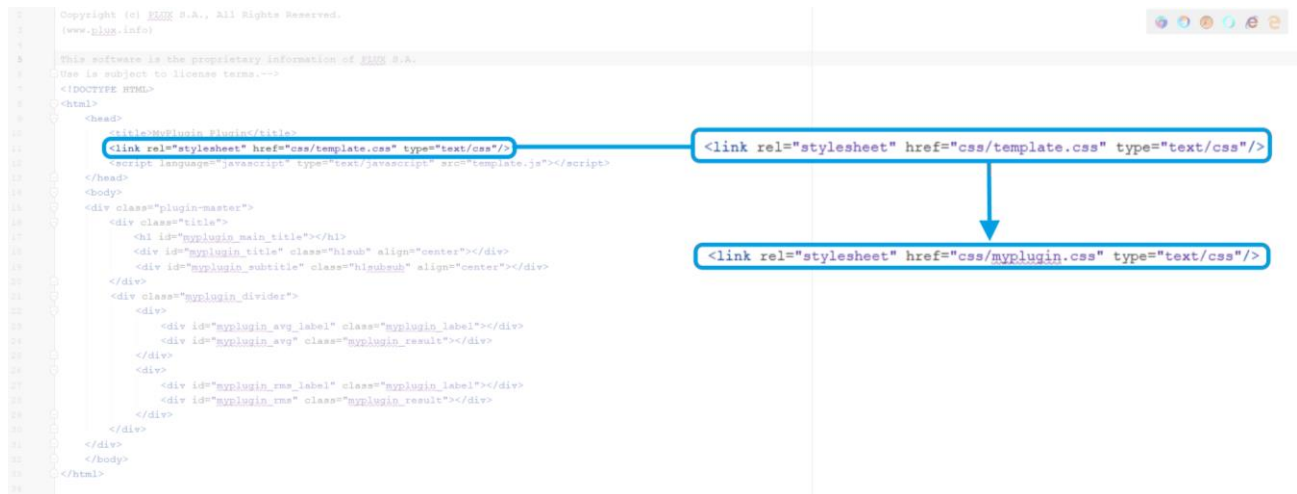 Copyright (c) PLUX S.A., All Rights Reserved.
(www.plux.info)
This software is the proprietary information of PLUX S.A.
Use is subject to license terms.-->
<!DOCTYPE HTML>
<html>
<head>
<title>MyPlugin Plugin</title>
<link rel="stylesheet" href="css/template.css" type="text/css"/>
<script language="javascript" type="text/javascript" src="template.js"></script>
</head>
<body>
<div class="plugin-master">
<div class="title">
<h1 id="myplugin_main_title"></h1>
<div id="myplugin_title" class="h1sub" align="center"></div>
<div id="myplugin_subtitle" class="h1subsub" align="center"></div>
</div>
<div class="myplugin_divider">
<div>
<div id="myplugin_avg_label" class="myplugin_label"></div>
<div id="myplugin_avg" class="myplugin_result"></div>
</div>
<div>
<div id="myplugin_rms_label" class="myplugin_label"></div>
<div id="myplugin_rms" class="myplugin_result"></div>
</div>
</div>
</div>
</body>
</html>
<link rel="stylesheet" href="css/template.css" type="text/css"/>
<link rel="stylesheet" href="css/myplugin.css" type="text/css"/>